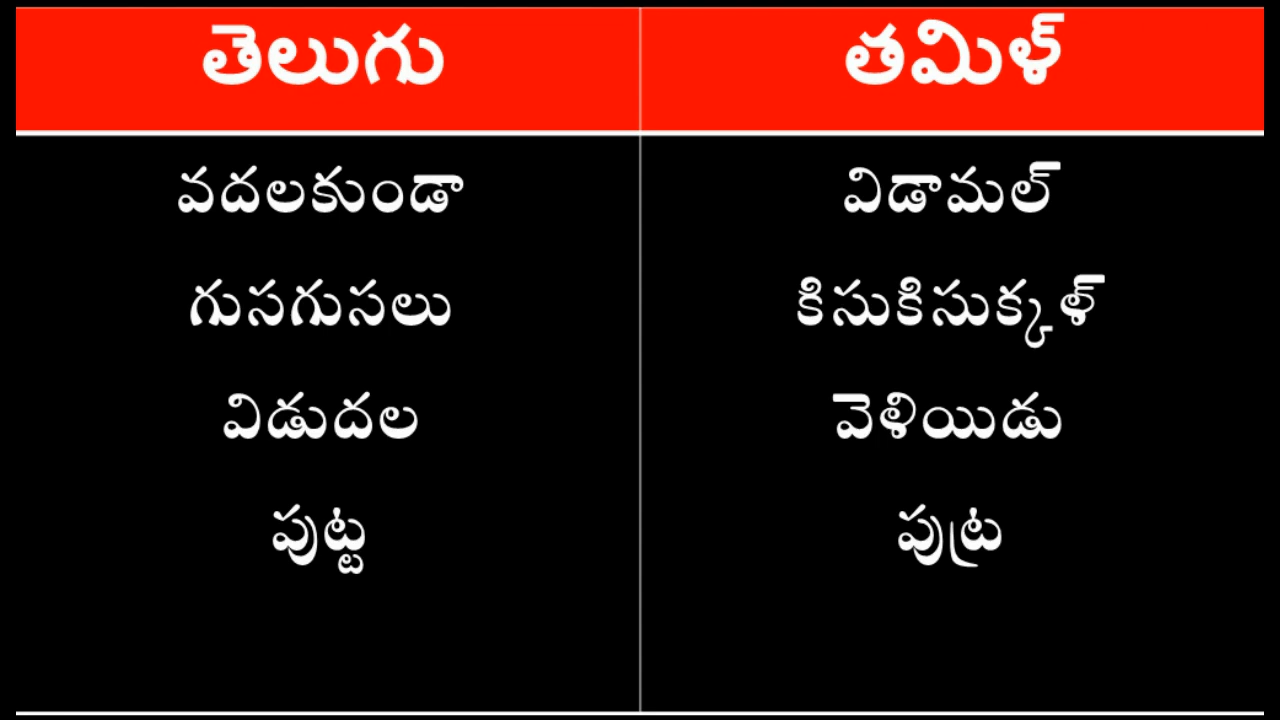 తెలుగు తమిళ్
వదలకుండా విడామల్
గుసగుసలు కిసుకిసుక్కళ్
విడుదల వెళియిడు
పుట్ట పుట్ర